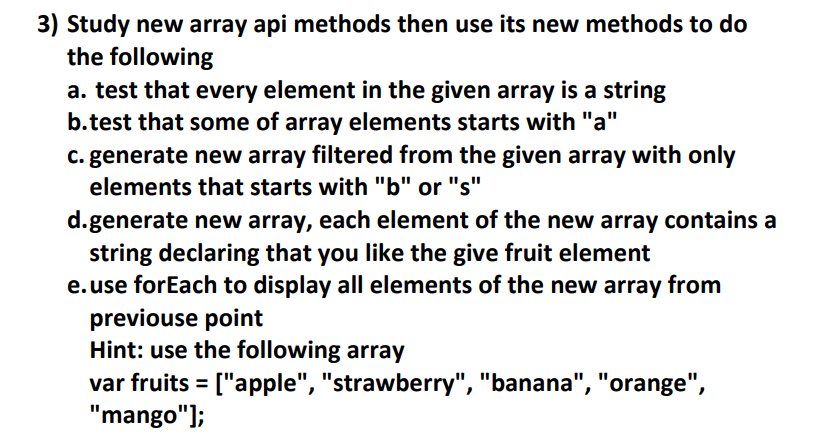 3) Study new array api methods then use its new methods to do
the following
a. test that every element in the given array is a string
b.test that some of array elements starts with "a"
c. generate new array filtered from the given array with only
elements that starts with "b" or "s"
d.generate new array, each element of the new array contains a
string declaring that you like the give fruit element
e.use forEach to display all elements of the new array from
previouse point
Hint: use the following array
var fruits = ["apple", "strawberry", "banana", "orange",
"mango"];